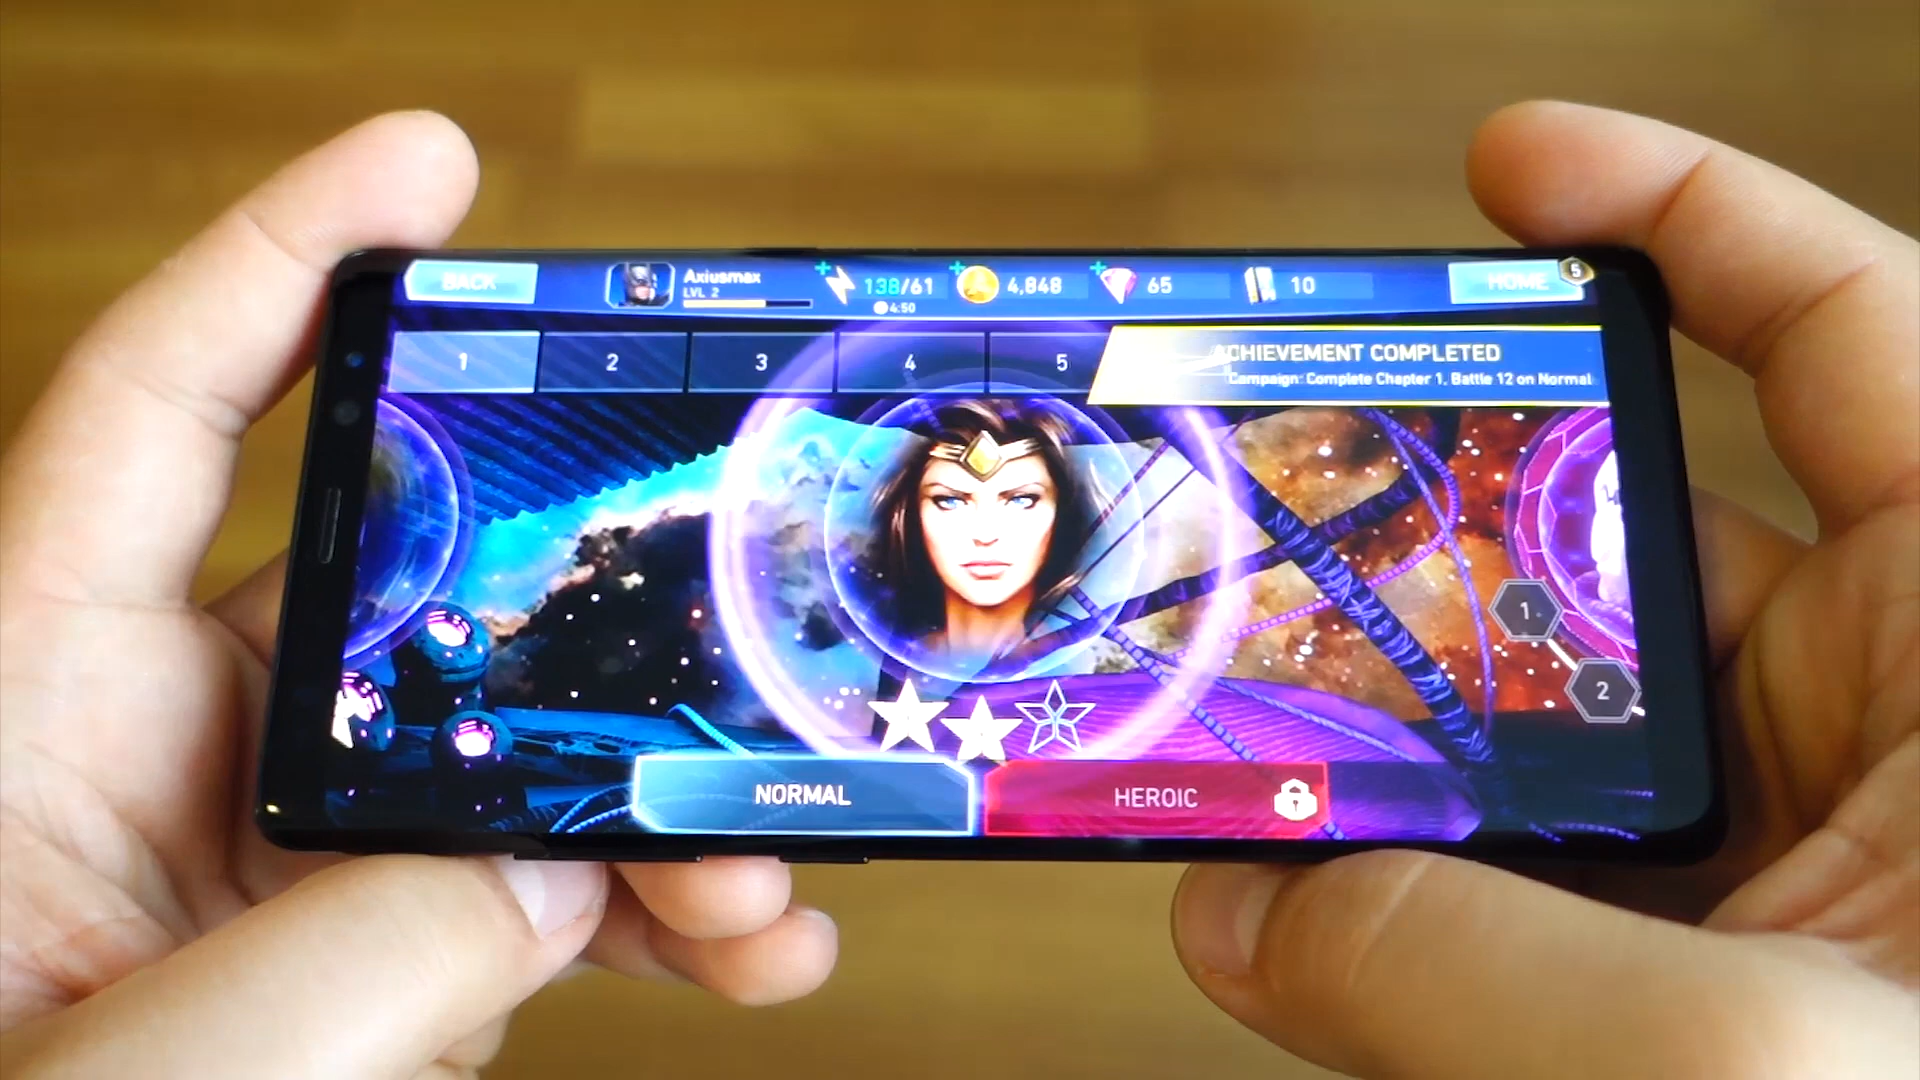 BACK
Axiusmax
LVL 2
138/61
4:50
4,848
65
10
HOME
5
1
2
3
4
5
ACHIEVEMENT COMPLETED
Campaign: Complete Chapter 1, Battle 12 on Normal
1
2
NORMAL
HEROIC